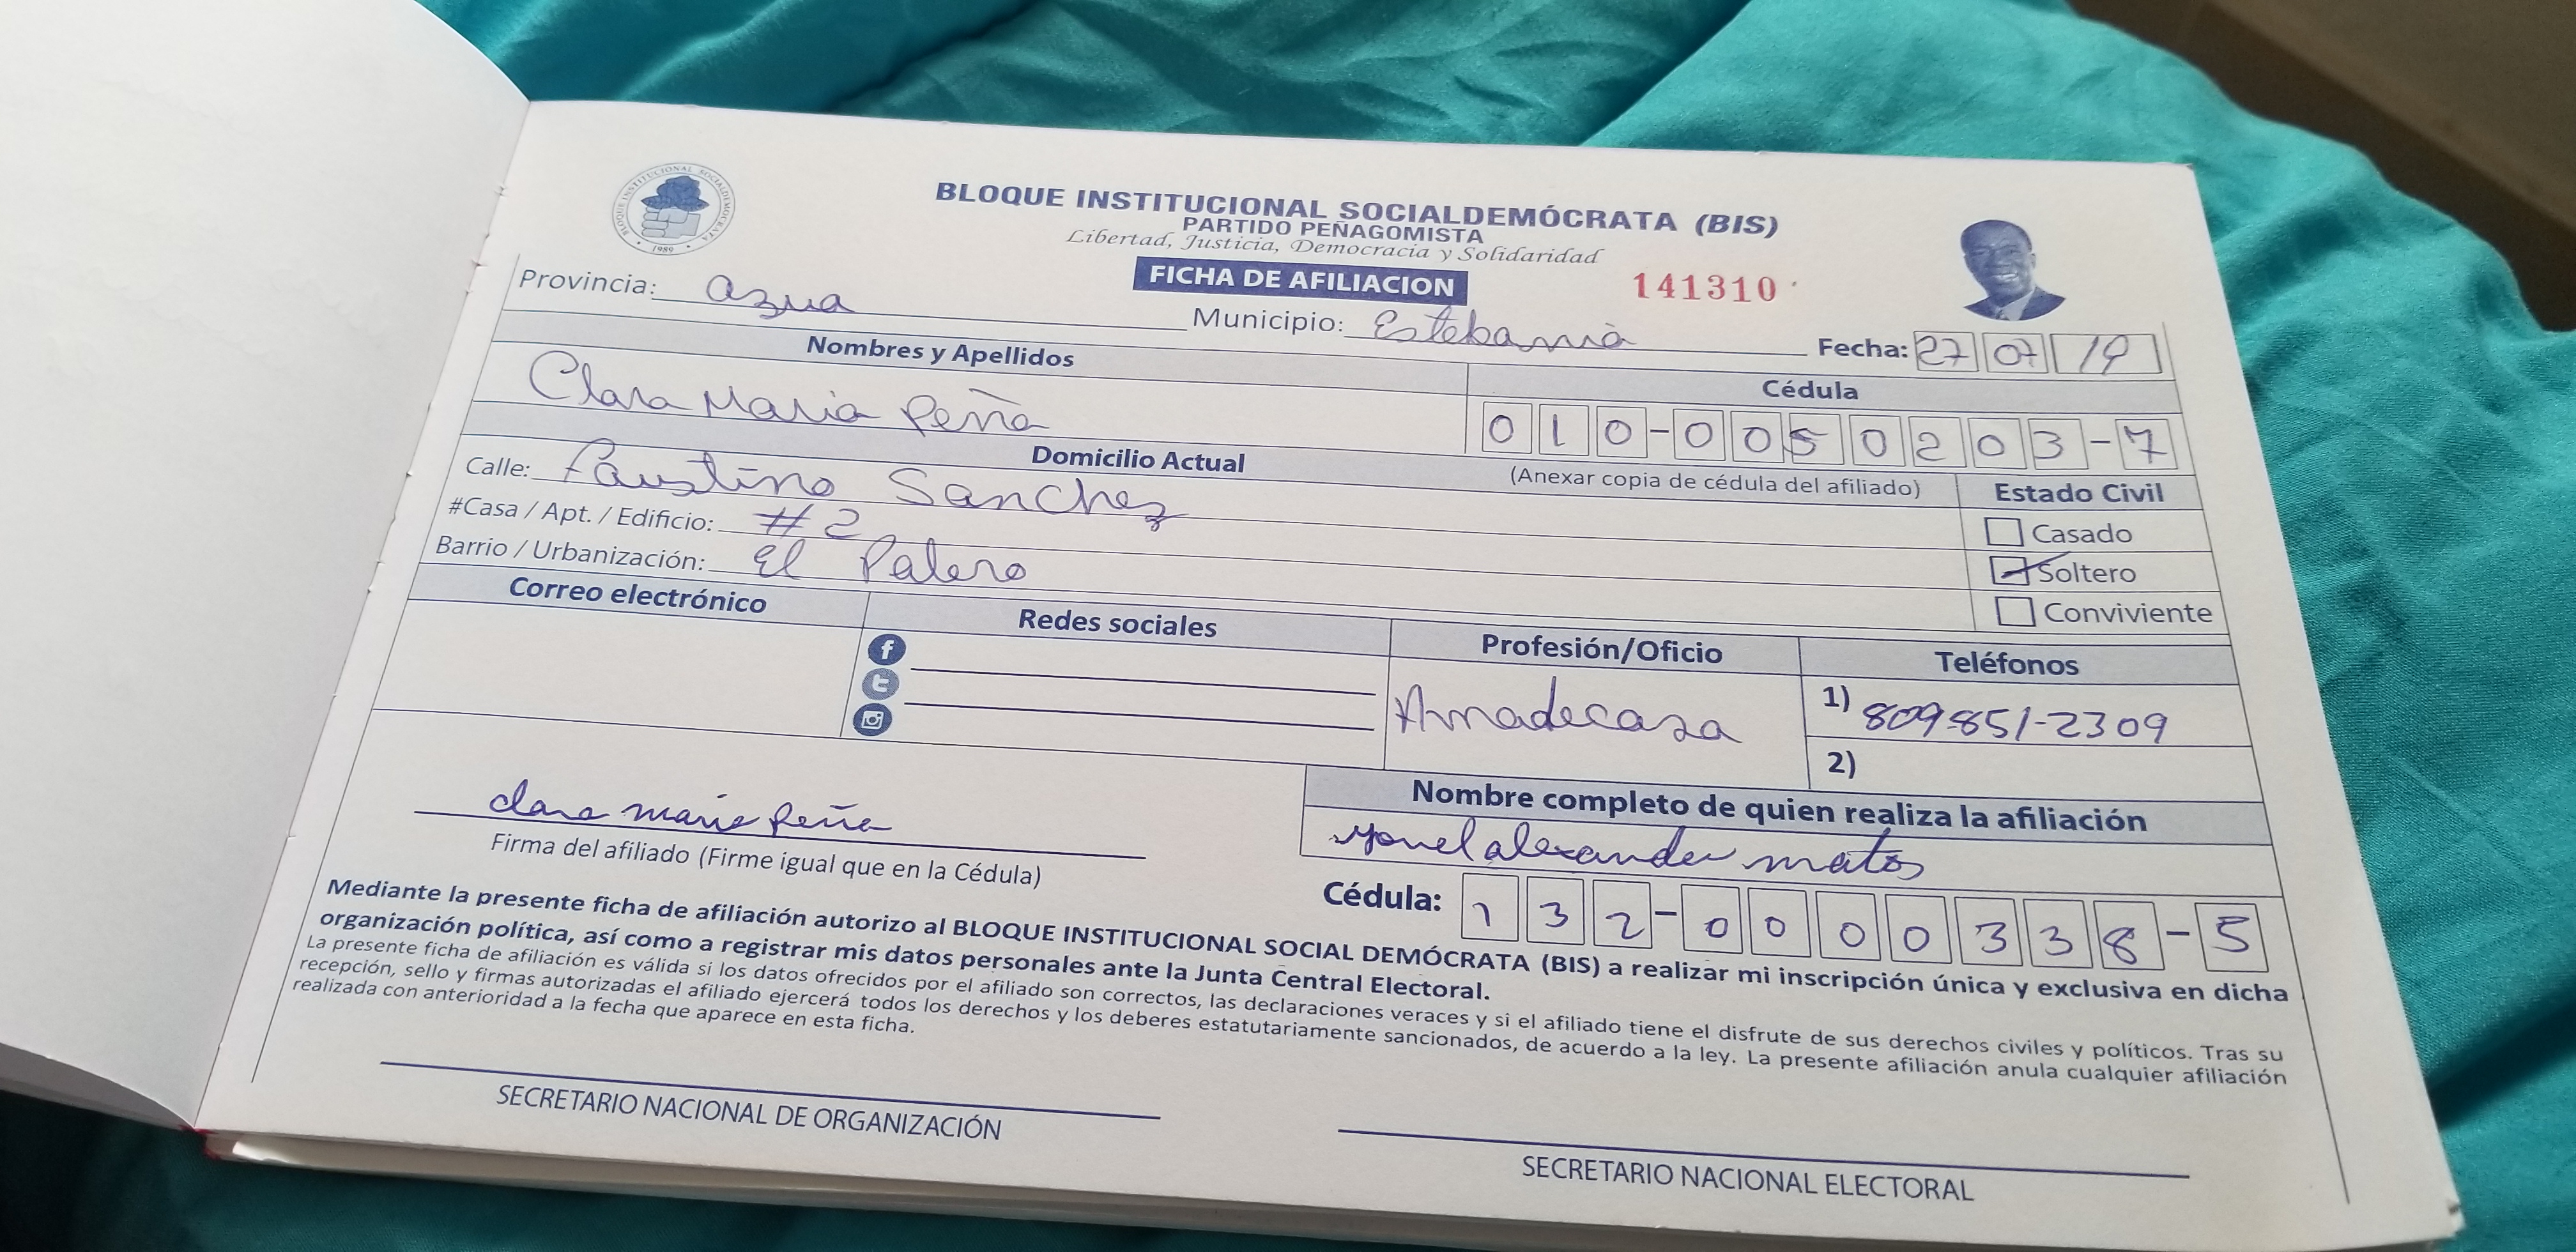 BLOQUE INSTITUCIONAL SOCIALDEMÓCRATA
1989
BLOQUE INSTITUCIONAL SOCIALDEMÓCRATA (BIS)
PARTIDO PEÑAGOMISTA
Libertad, Justicia, Democracia y Solidaridad
FICHA DE AFILIACION 141310
Provincia: Azua Municipio: Estebania Fecha: 27 07 19
Nombres y Apellidos Cédula
Clara Maria Peña 010-0050203-7
Domicilio Actual (Anexar copia de cédula del afiliado) Estado Civil
Calle: Faustino Sanchez
#Casa / Apt. / Edificio: #2 Casado
Barrio / Urbanización: El Palero Soltero
Conviviente
Correo electrónico Redes sociales Profesión/Oficio Teléfonos
Amadecasa 1) 809-851-2309
2)
Nombre completo de quien realiza la afiliación
clara maria Peña alexander matos
Firma del afiliado (Firme igual que en la Cédula) Cédula: 132-0000338-5
Mediante la presente ficha de afiliación autorizo al BLOQUE INSTITUCIONAL SOCIAL DEMÓCRATA (BIS) a realizar mi inscripción única y exclusiva en dicha
organización política, así como a registrar mis datos personales ante la Junta Central Electoral.
La presente ficha de afiliación es válida si los datos ofrecidos por el afiliado son correctos, las declaraciones veraces y si el afiliado tiene el disfrute de sus derechos civiles y políticos. Tras su
recepción, sello y firmas autorizadas el afiliado ejercerá todos los derechos y los deberes estatutariamente sancionados, de acuerdo a la ley. La presente afiliación anula cualquier afiliación
realizada con anterioridad a la fecha que aparece en esta ficha.
SECRETARIO NACIONAL DE ORGANIZACIÓN
SECRETARIO NACIONAL ELECTORAL